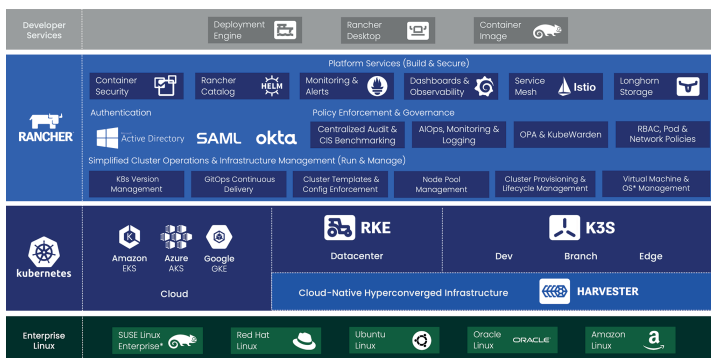 Developer
Services
Deployment
Engine
Rancher
Desktop
Container
Image
RANCHER
Platform Services (Build & Secure)
Container
Security
Rancher
Catalog
HELM
Monitoring &
Alerts
Dashboards &
Observability
Service
Mesh
Istio
Longhorn
Storage
Authentication
Active Directory
SAML
okta
Policy Enforcement & Governance
Centralized Audit &
CIS Benchmarking
AIOps, Monitoring &
Logging
OPA & KubeWarden
RBAC, Pod &
Network Policies
Simplified Cluster Operations & Infrastructure Management (Run & Manage)
K8s Version
Management
GitOps Continuous
Delivery
Cluster Templates &
Config Enforcement
Node Pool
Management
Cluster Provisioning &
Lifecycle Management
Virtual Machine &
OS* Management
kubernetes
Amazon
EKS
Azure
AKS
Google
GKE
Cloud
RKE
Datacenter
K3S
Dev
Branch
Edge
Cloud-Native Hyperconverged Infrastructure
HARVESTER
Enterprise
Linux
SUSE Linux
Enterprise*
Red Hat
Linux
Ubuntu
Linux
Oracle
Linux
ORACLE
Amazon
Linux
a